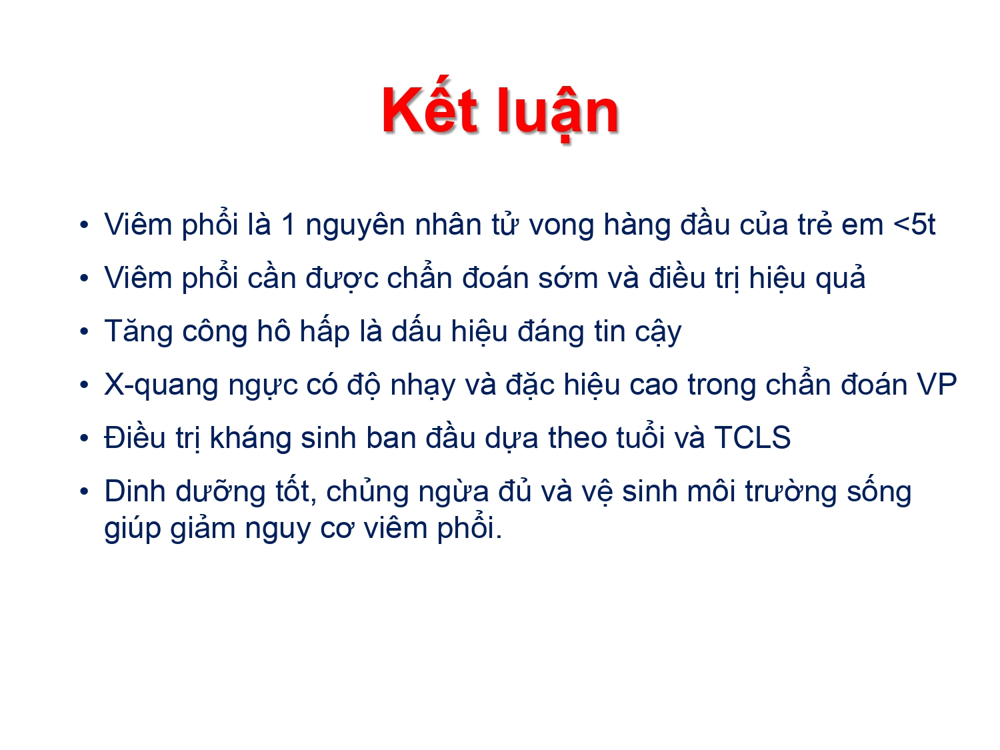 Kết luận
• Viêm phổi là 1 nguyên nhân tử vong hàng đầu của trẻ em <5t
• Viêm phổi cần được chẩn đoán sớm và điều trị hiệu quả
• Tăng công hô hấp là dấu hiệu đáng tin cậy
• X-quang ngực có độ nhạy và đặc hiệu cao trong chẩn đoán VP
• Điều trị kháng sinh ban đầu dựa theo tuổi và TCLS
• Dinh dưỡng tốt, chủng ngừa đủ và vệ sinh môi trường sống
giúp giảm nguy cơ viêm phổi.